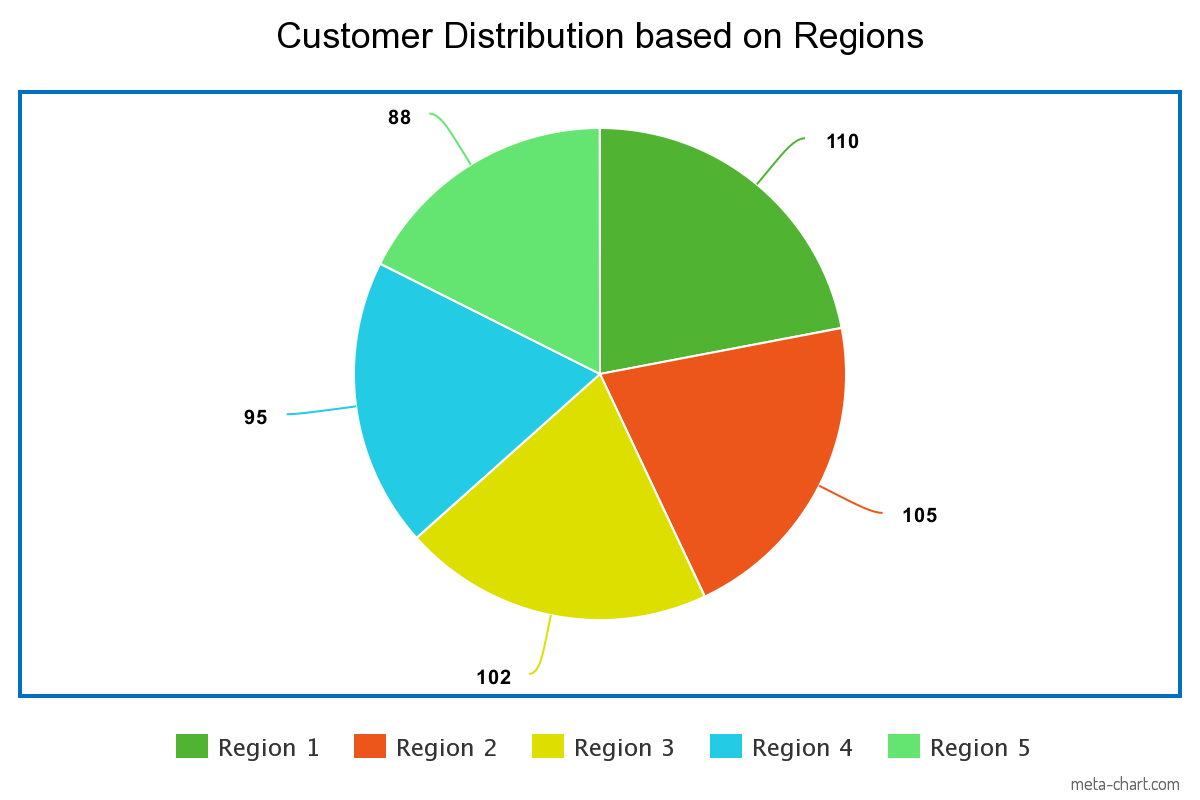 Customer Distribution based on Regions
88
110
95
105
102
Region 1 Region 2 Region 3 Region 4 Region 5
meta-chart.com